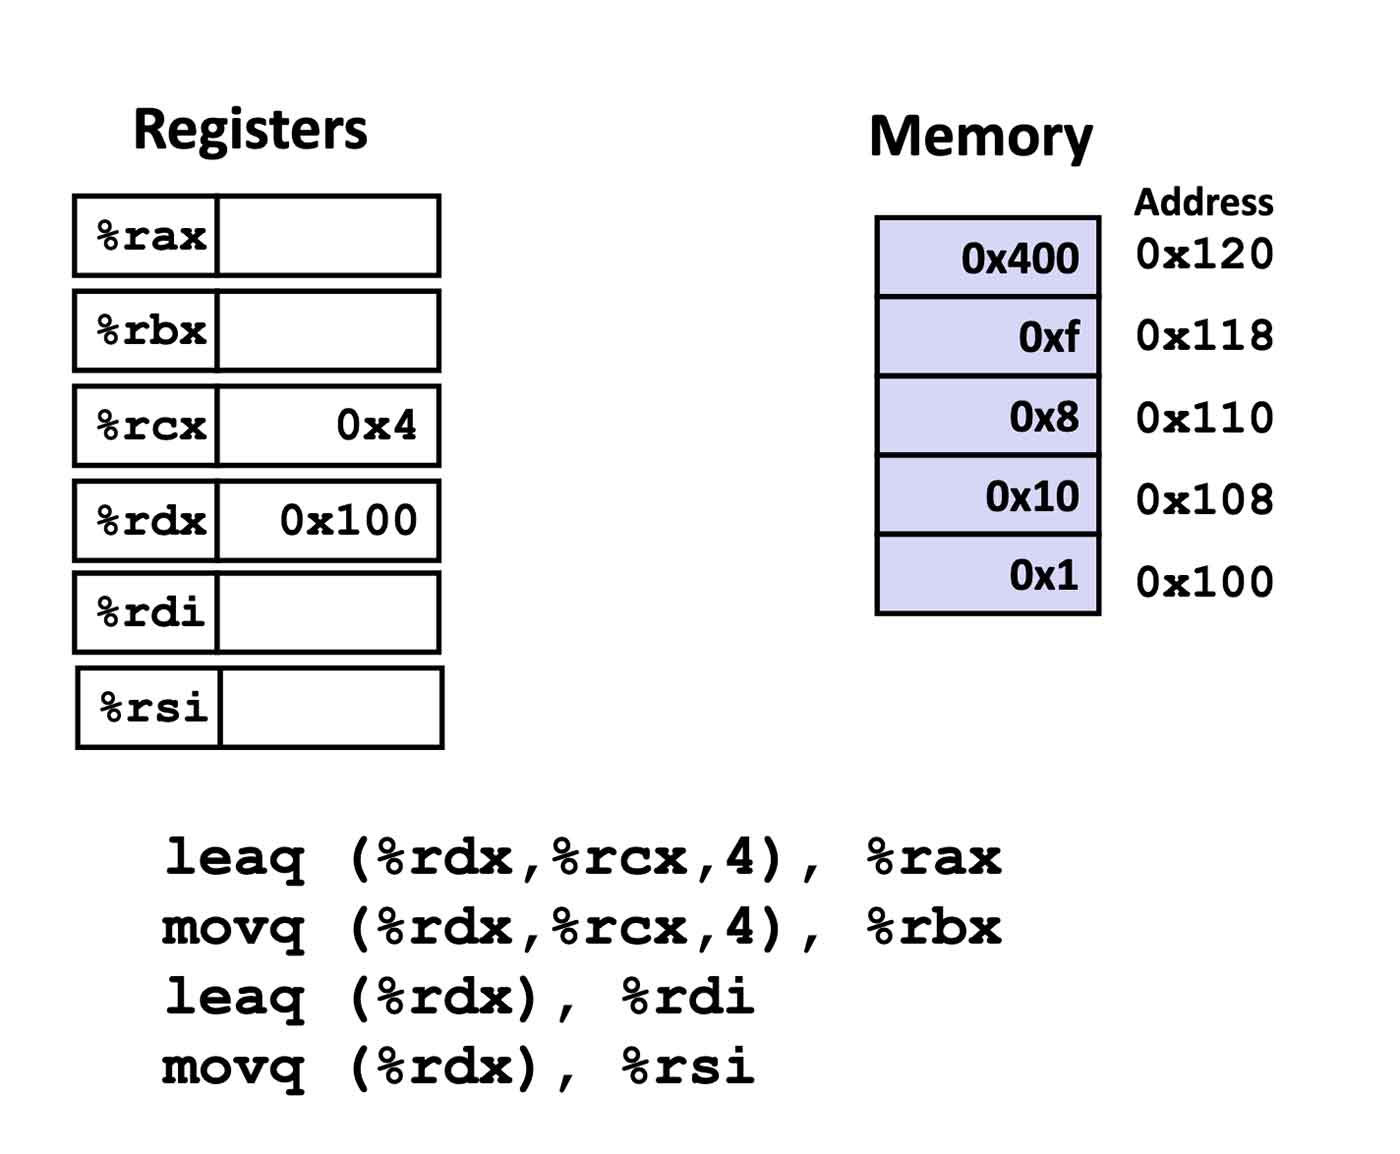 Registers
%rax
%rbx
%rcx 0x4
%rdx 0x100
%rdi
%rsi
Memory
Address
0x400 0x120
0xf 0x118
0x8 0x110
0x10 0x108
0x1 0x100
leaq (%rdx,%rcx,4), %rax
movq (%rdx,%rcx,4), %rbx
leaq (%rdx), %rdi
movq (%rdx), %rsi